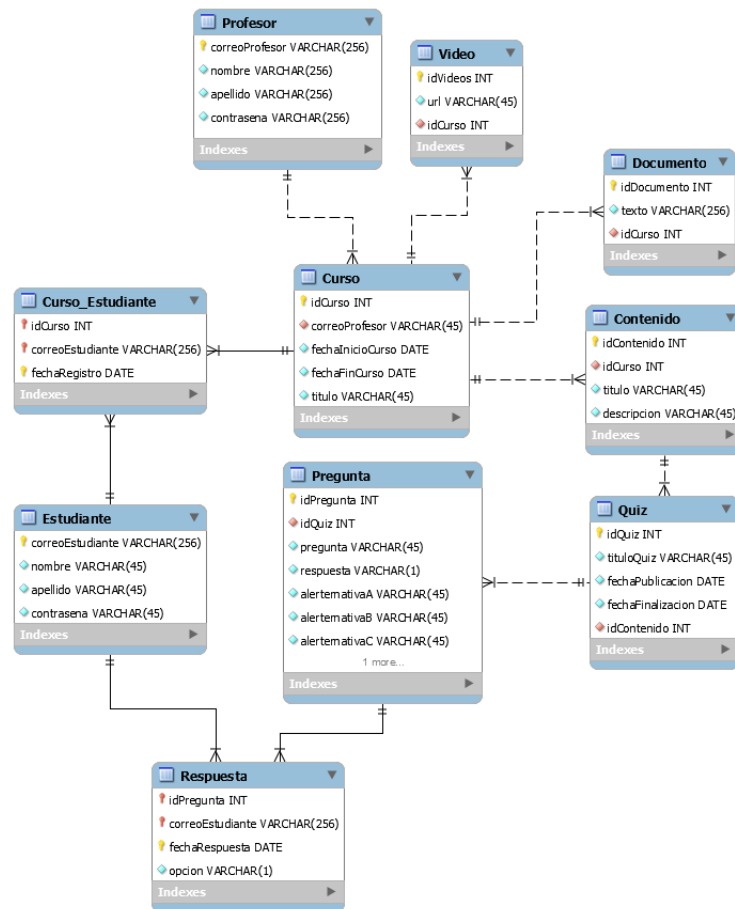 Profesor
correoProfesor VARCHAR(256)
nombre VARCHAR(256)
apellido VARCHAR(256)
contrasena VARCHAR(256)
Indexes
Video
idVideos INT
url VARCHAR(45)
idCurso INT
Indexes
Documento
idDocumento INT
texto VARCHAR(256)
idCurso INT
Indexes
Curso
idCurso INT
correoProfesor VARCHAR(45)
fechaInicioCurso DATE
fechaFinCurso DATE
titulo VARCHAR(45)
Indexes
Curso_Estudiante
idCurso INT
correoEstudiante VARCHAR(256)
fechaRegistro DATE
Indexes
Contenido
idContenido INT
idCurso INT
titulo VARCHAR(45)
descripcion VARCHAR(45)
Indexes
Pregunta
idPregunta INT
idQuiz INT
pregunta VARCHAR(45)
respuesta VARCHAR(1)
alerternativaA VARCHAR(45)
alerternativaB VARCHAR(45)
alerternativaC VARCHAR(45)
1 more...
Indexes
Estudiante
correoEstudiante VARCHAR(256)
nombre VARCHAR(45)
apellido VARCHAR(45)
contrasena VARCHAR(45)
Indexes
Quiz
idQuiz INT
tituloQuiz VARCHAR(45)
fechaPublicacion DATE
fechaFinalizacion DATE
idContenido INT
Indexes
Respuesta
idPregunta INT
correoEstudiante VARCHAR(256)
fechaRespuesta DATE
opcion VARCHAR(1)
Indexes